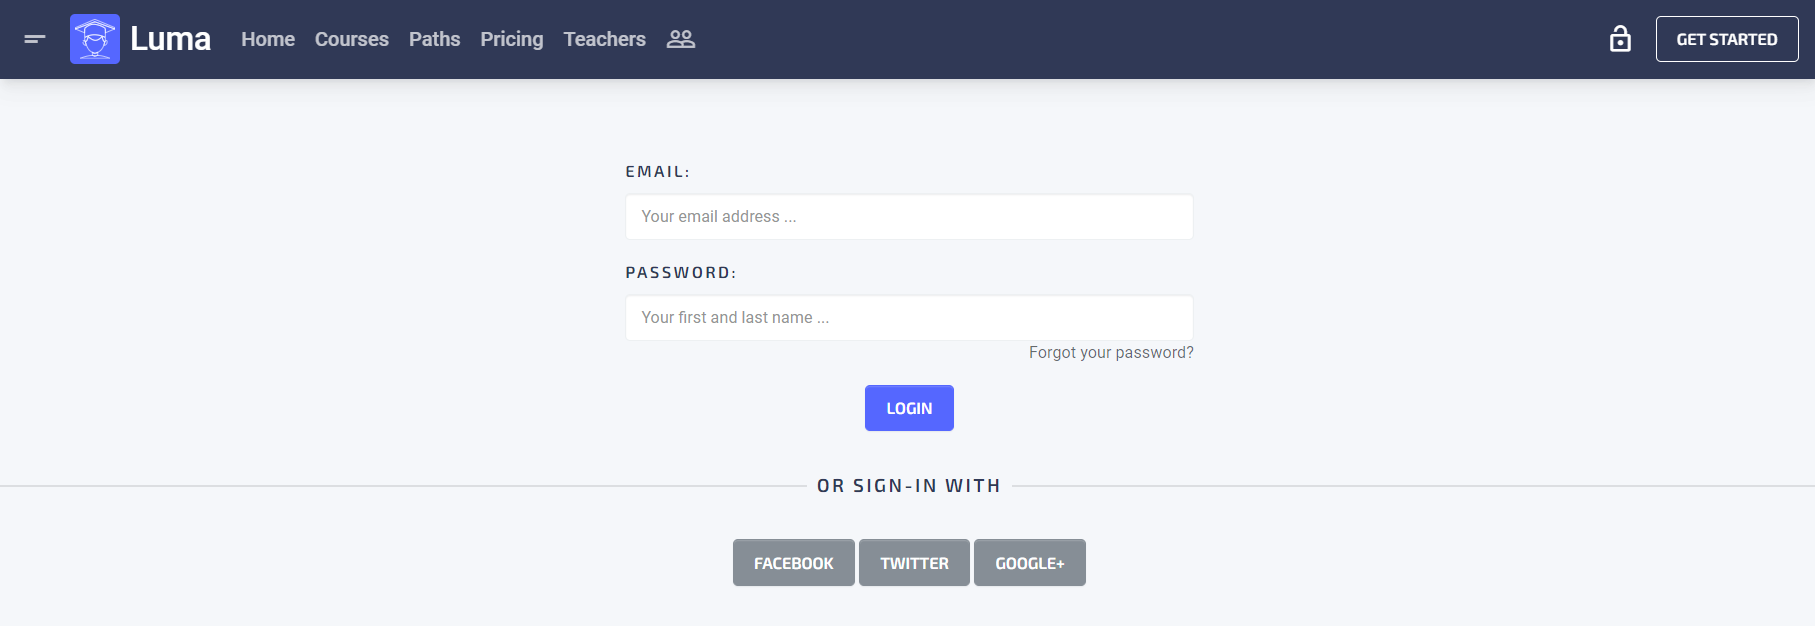 Luma Home Courses Paths Pricing Teachers GET STARTED
EMAIL:
Your email address ...
PASSWORD:
Your first and last name ...
Forgot your password?
LOGIN
OR SIGN-IN WITH
FACEBOOK TWITTER GOOGLE+